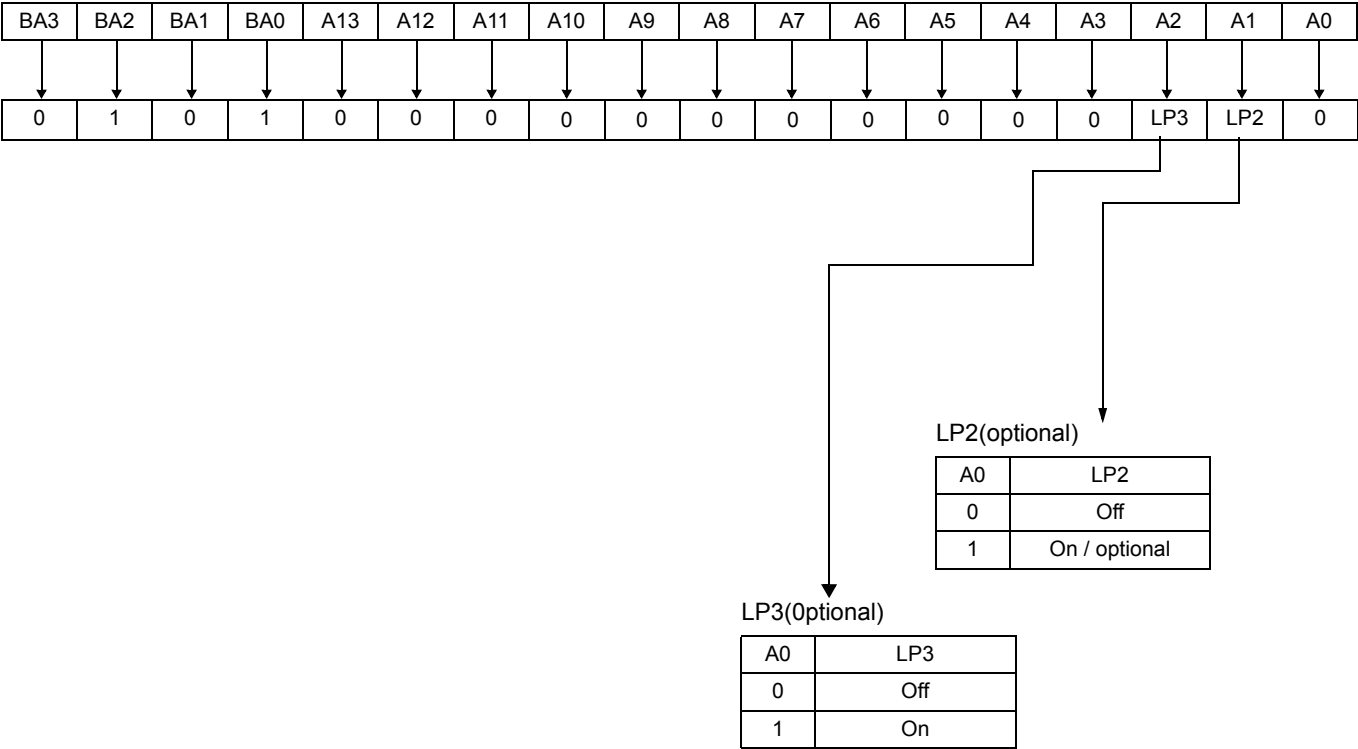 BA3 BA2 BA1 BA0 A13 A12 A11 A10 A9 A8 A7 A6 A5 A4 A3 A2 A1 A0
0 1 0 1 0 0 0 0 0 0 0 0 0 0 0 LP3 LP2 0
LP2(optional)
A0 LP2
0 Off
1 On / optional
LP3(0ptional)
A0 LP3
0 Off
1 On